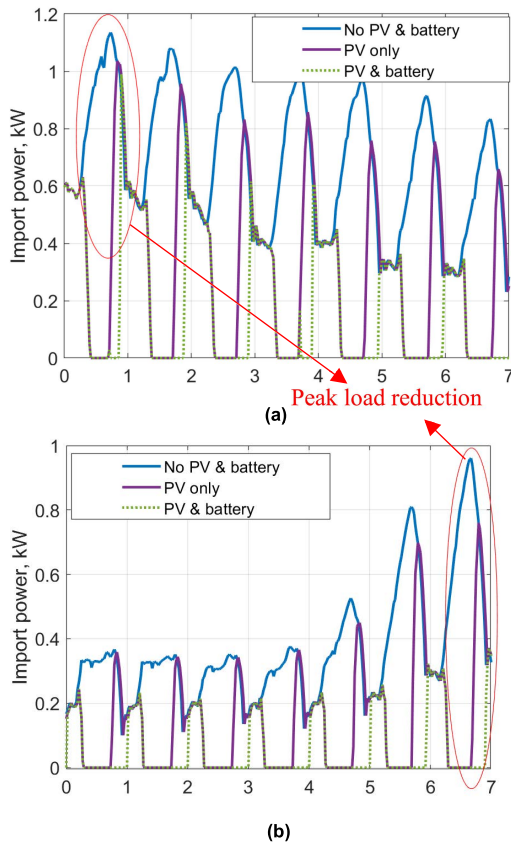 1.2
1
0.8
0.6
0.4
0.2
0
Import power, kW
No PV & battery
PV only
PV & battery
0 1 2 3 4 5 6 7
Peak load reduction
(a)
1
0.8
0.6
0.4
0.2
0
Import power, kW
No PV & battery
PV only
PV & battery
0 1 2 3 4 5 6 7
(b)